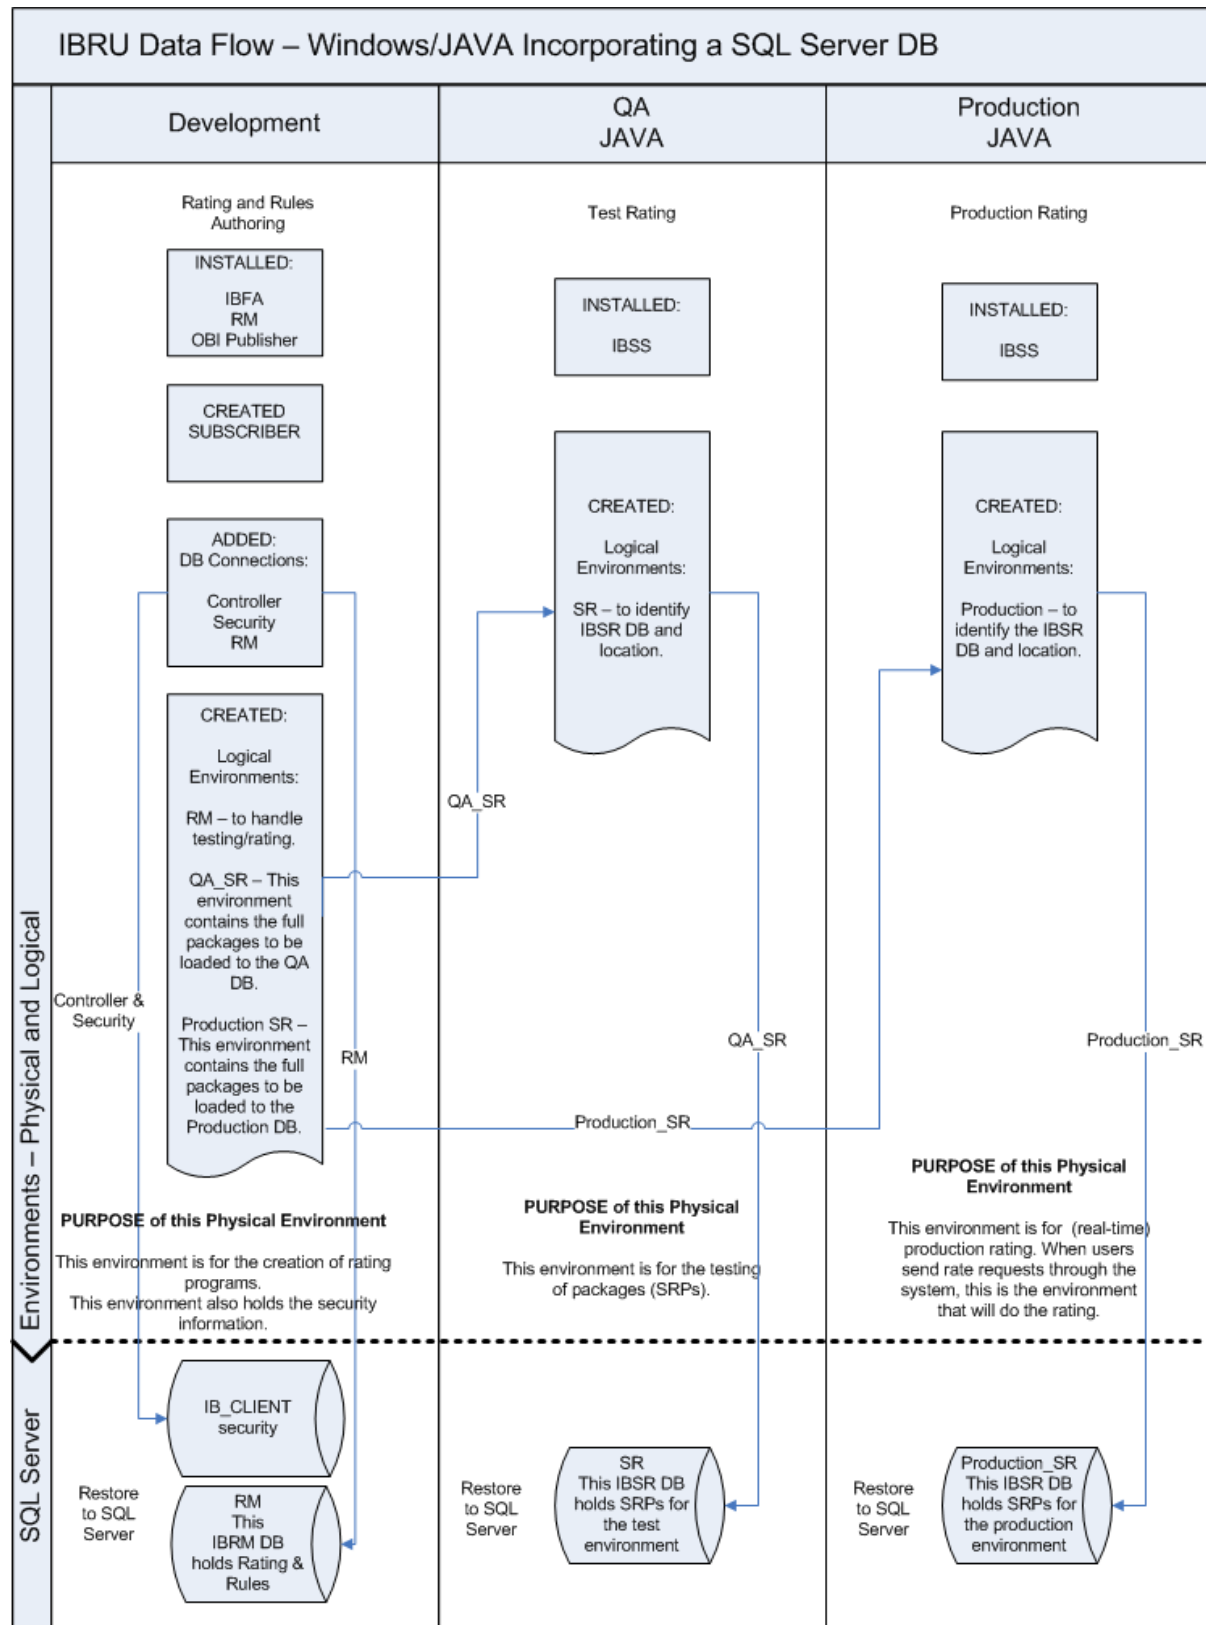 IBRU Data Flow – Windows/JAVA Incorporating a SQL Server DB
Environments – Physical and Logical
SQL Server
Development
Rating and Rules
Authoring
INSTALLED:
IBFA
RM
OBI Publisher
CREATED
SUBSCRIBER
ADDED:
DB Connections:
Controller
Security
RM
CREATED:
Logical
Environments:
RM – to handle
testing/rating.
QA_SR – This
environment
contains the full
packages to be
loaded to the QA
DB.
Production SR –
This environment
contains the full
packages to be
loaded to the
Production DB.
Controller &
Security
RM
PURPOSE of this Physical Environment
This environment is for the creation of rating
programs.
This environment also holds the security
information.
IB_CLIENT
security
Restore
to SQL
Server
RM
This
IBRM DB
holds Rating &
Rules
QA
JAVA
Test Rating
INSTALLED:
IBSS
CREATED:
Logical
Environments:
SR – to identify
IBSR DB and
location.
QA_SR
QA_SR
Production_SR
PURPOSE of this Physical
Environment
This environment is for the testing
of packages (SRPs).
Restore
to SQL
Server
SR
This IBSR DB
holds SRPs for
the test
environment
Production
JAVA
Production Rating
INSTALLED:
IBSS
CREATED:
Logical
Environments:
Production – to
identify the IBSR
DB and location.
Production_SR
PURPOSE of this Physical
Environment
This environment is for (real-time)
production rating. When users
send rate requests through the
system, this is the environment
that will do the rating.
Restore
to SQL
Server
Production_SR
This IBSR DB
holds SRPs for
the production
environment